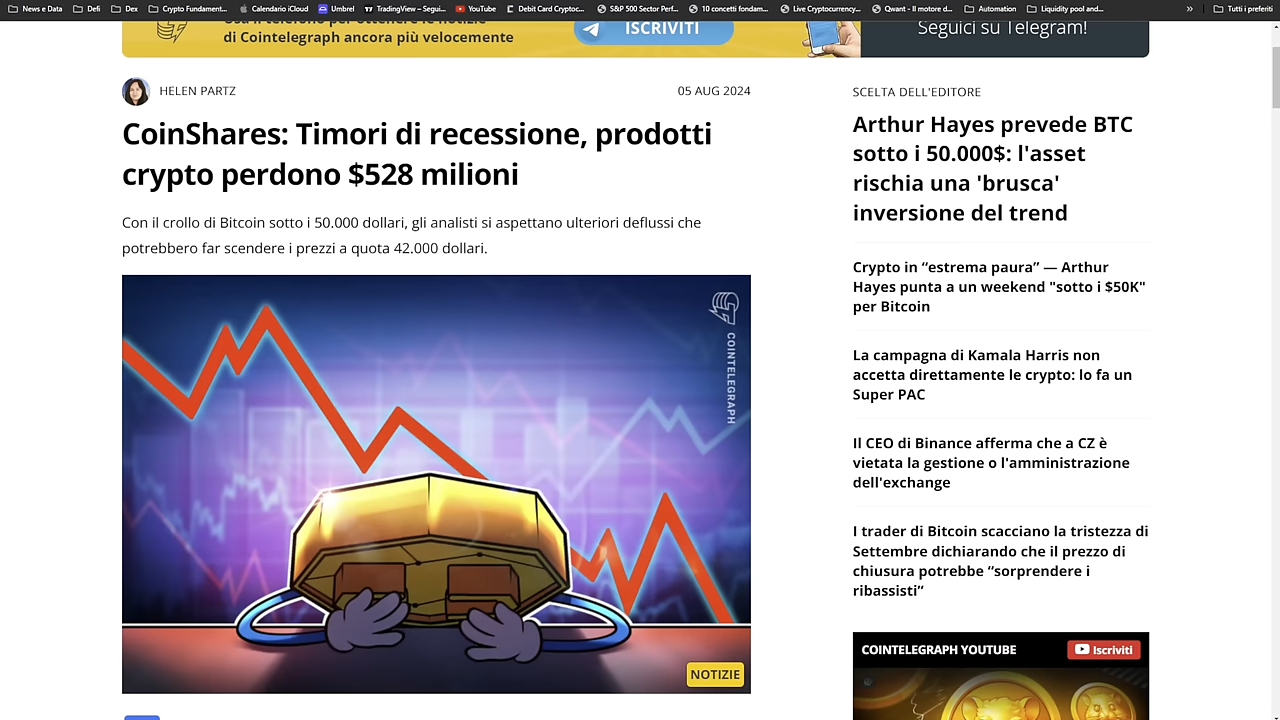 News e Data
Defi
Dex
Crypto Fundament...
Calendario iCloud
Umbrel
TradingView – Segui...
YouTube
Debit Card Cryptoc...
S&P 500 Sector Perf...
10 concetti fondam...
Live Cryptocurrency...
Qwant - Il motore d...
Automation
Liquidity pool and...
»
Tutti i preferiti
di Cointelegraph ancora più velocemente
ISCRIVITI
Seguici su Telegram!
HELEN PARTZ
05 AUG 2024
CoinShares: Timori di recessione, prodotti
crypto perdono $528 milioni
Con il crollo di Bitcoin sotto i 50.000 dollari, gli analisti si aspettano ulteriori deflussi che
potrebbero far scendere i prezzi a quota 42.000 dollari.
COINTELEGRAPH
NOTIZIE
SCELTA DELL'EDITORE
Arthur Hayes prevede BTC
sotto i 50.000$: l'asset
rischia una 'brusca'
inversione del trend
Crypto in “estrema paura” — Arthur
Hayes punta a un weekend "sotto i $50K"
per Bitcoin
La campagna di Kamala Harris non
accetta direttamente le crypto: lo fa un
Super PAC
Il CEO di Binance afferma che a CZ è
vietata la gestione o l'amministrazione
dell'exchange
I trader di Bitcoin scacciano la tristezza di
Settembre dichiarando che il prezzo di
chiusura potrebbe “sorprendere i
ribassisti”
COINTELEGRAPH YOUTUBE
Iscriviti